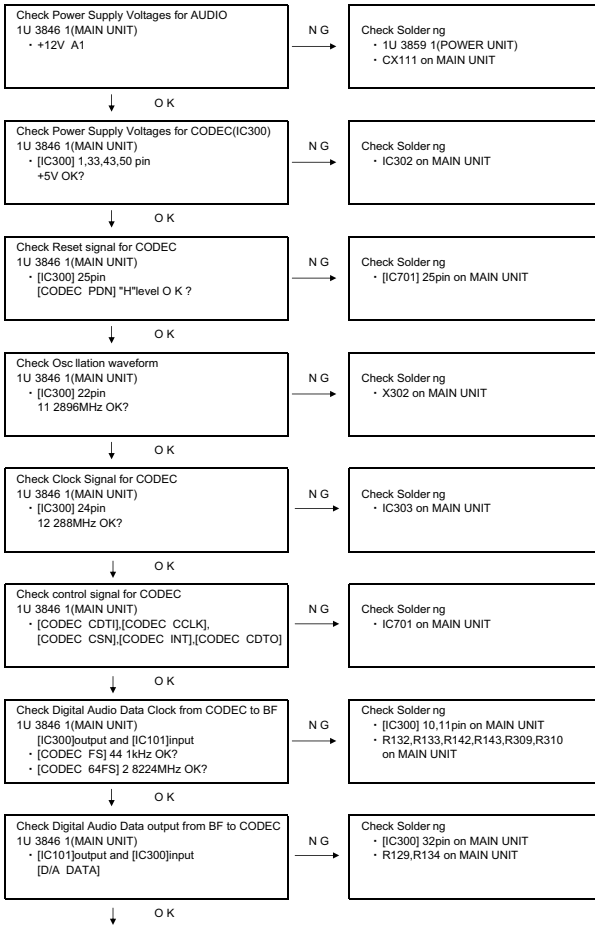 Check Power Supply Voltages for AUDIO
1U 3846 1(MAIN UNIT)
・ +12V A1
N G
Check Solder ng
・ 1U 3859 1(POWER UNIT)
・ CX111 on MAIN UNIT
O K
Check Power Supply Voltages for CODEC(IC300)
1U 3846 1(MAIN UNIT)
・ [IC300] 1,33,43,50 pin
+5V OK?
N G
Check Solder ng
・ IC302 on MAIN UNIT
O K
Check Reset signal for CODEC
1U 3846 1(MAIN UNIT)
・ [IC300] 25pin
[CODEC PDN] "H"level O K ?
N G
Check Solder ng
・ [IC701] 25pin on MAIN UNIT
O K
Check Osc llation waveform
1U 3846 1(MAIN UNIT)
・ [IC300] 22pin
11 2896MHz OK?
N G
Check Solder ng
・ X302 on MAIN UNIT
O K
Check Clock Signal for CODEC
1U 3846 1(MAIN UNIT)
・ [IC300] 24pin
12 288MHz OK?
N G
Check Solder ng
・ IC303 on MAIN UNIT
O K
Check control signal for CODEC
1U 3846 1(MAIN UNIT)
・ [CODEC CDTI],[CODEC CCLK],
[CODEC CSN],[CODEC INT],[CODEC CDTO]
N G
Check Solder ng
・ IC701 on MAIN UNIT
O K
Check Digital Audio Data Clock from CODEC to BF
1U 3846 1(MAIN UNIT)
[IC300]output and [IC101]input
・ [CODEC FS] 44 1kHz OK?
・ [CODEC 64FS] 2 8224MHz OK?
N G
Check Solder ng
・ [IC300] 10,11pin on MAIN UNIT
・ R132,R133,R142,R143,R309,R310
on MAIN UNIT
O K
Check Digital Audio Data output from BF to CODEC
1U 3846 1(MAIN UNIT)
・ [IC101]output and [IC300]input
[D/A DATA]
N G
Check Solder ng
・ [IC300] 32pin on MAIN UNIT
・ R129,R134 on MAIN UNIT
O K